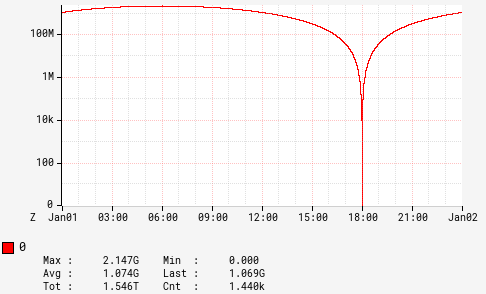 100M
1M
10k
100
0
Z Jan01 03:00 06:00 09:00 12:00 15:00 18:00 21:00 Jan02
0
Max : 2.147G Min : 0.000
Avg : 1.074G Last : 1.069G
Tot : 1.546T Cnt : 1.440k